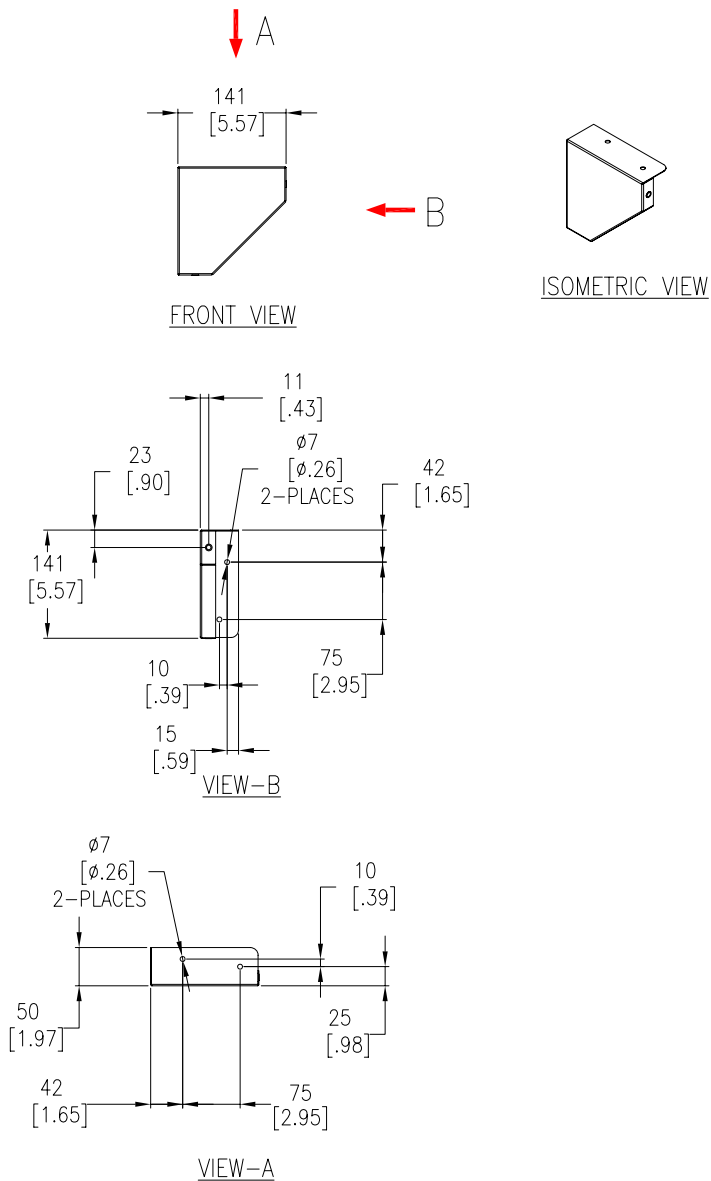 A
141
[5.57]
B
FRONT VIEW
ISOMETRIC VIEW
11
[.43]
23
[.90]
ø7
[ø.26]
2-PLACES
42
[1.65]
141
[5.57]
10
[.39]
75
[2.95]
15
[.59]
VIEW-B
ø7
[ø.26]
2-PLACES
10
[.39]
50
[1.97]
25
[.98]
42
[1.65]
75
[2.95]
VIEW-A